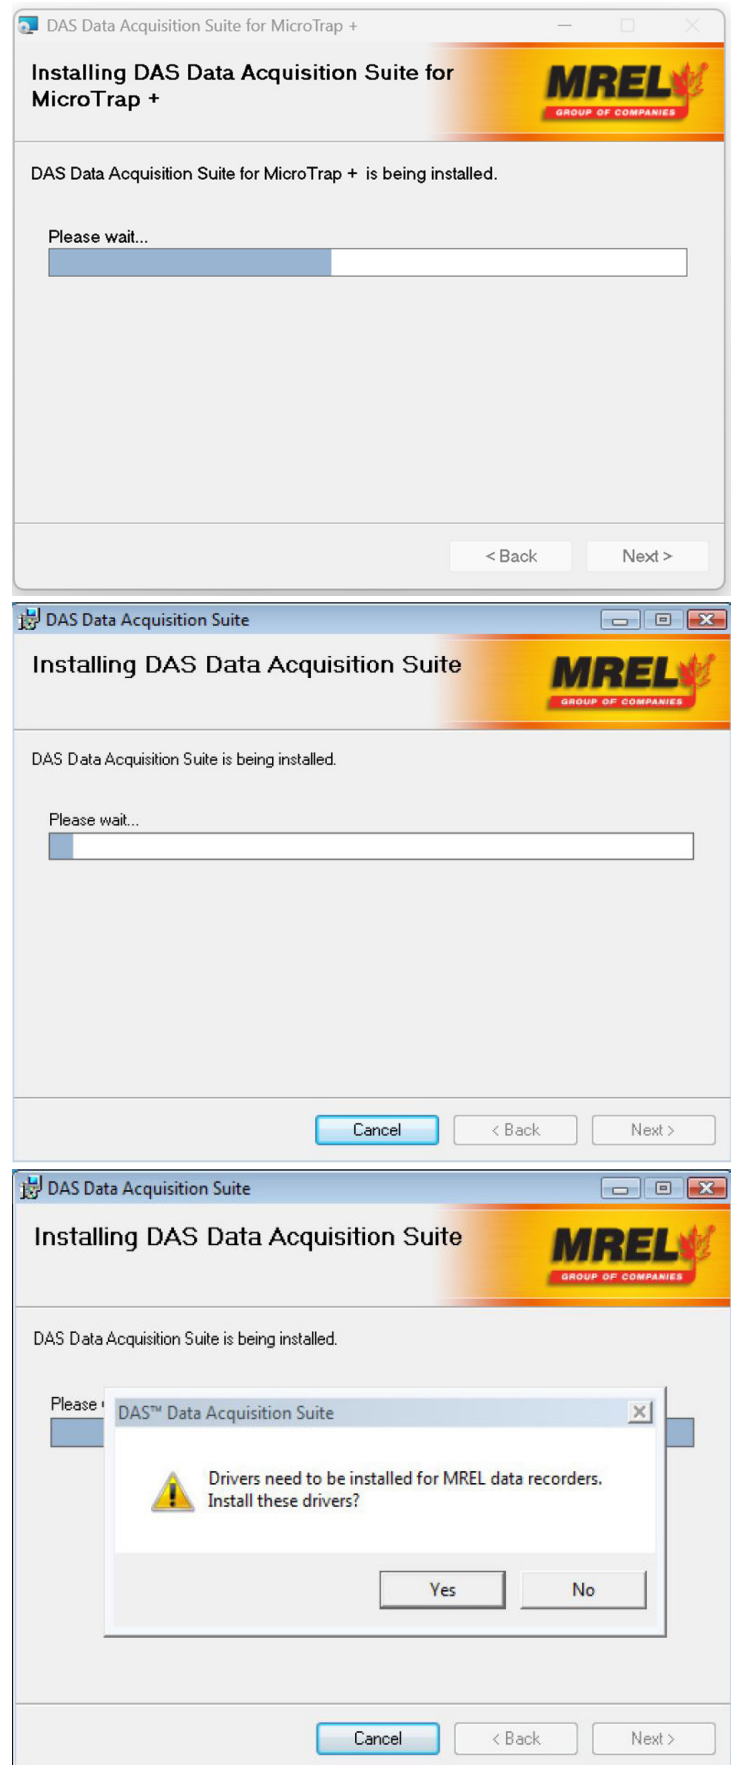 DAS Data Acquisition Suite for MicroTrap +
Installing DAS Data Acquisition Suite for
MicroTrap +
MREL
GROUP OF COMPANIES
DAS Data Acquisition Suite for MicroTrap + is being installed.
Please wait...
< Back
Next >
DAS Data Acquisition Suite
Installing DAS Data Acquisition Suite
MREL
GROUP OF COMPANIES
DAS Data Acquisition Suite is being installed.
Please wait...
Cancel
< Back
Next >
DAS Data Acquisition Suite
Installing DAS Data Acquisition Suite
MREL
GROUP OF COMPANIES
DAS Data Acquisition Suite is being installed.
Please
DAS™ Data Acquisition Suite
Drivers need to be installed for MREL data recorders.
Install these drivers?
Yes
No
Cancel
< Back
Next >